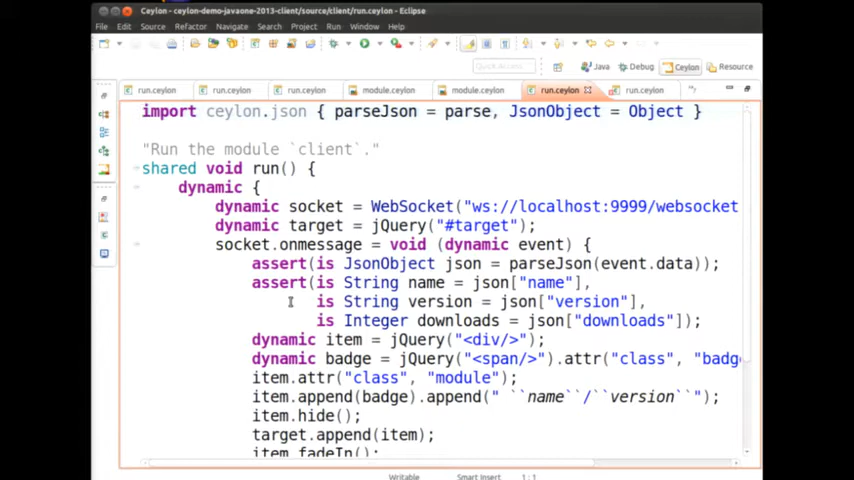 Ceylon - ceylon-demo-javaone-2013-client/source/client/run.ceylon - Eclipse
File Edit Source Refactor Navigate Search Project Run Window Help
Quick Access
Java Debug Ceylon Resource
run.ceylon run.ceylon run.ceylon module.ceylon module.ceylon run.ceylon run.ceylon
import ceylon.json { parseJson = parse, JsonObject = Object }
"Run the module `client`."
shared void run() {
dynamic {
dynamic socket = WebSocket("ws://localhost:9999/websocket
dynamic target = jQuery("#target");
socket.onmessage = void (dynamic event) {
assert(is JsonObject json = parseJson(event.data));
assert(is String name = json["name"],
is String version = json["version"],
is Integer downloads = json["downloads"]);
dynamic item = jQuery("<div/>");
dynamic badge = jQuery("<span/>").attr("class", "badg
item.attr("class", "module");
item.append(badge).append(" ``name``/``version``");
item.hide();
target.append(item);
item.fadeIn();
Writable Smart Insert 1 : 1